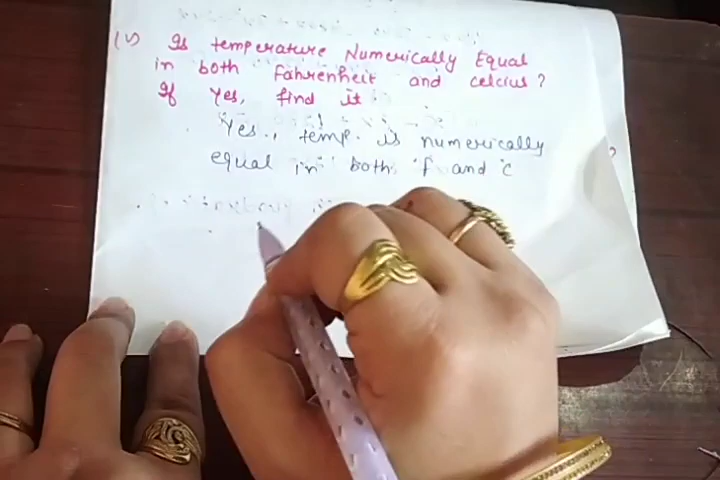 (v) Is temperature Numerically Equal
in both Fahrenheit and celcius?
If Yes, find it
Yes., temp. is numerically
equal in both °f and °c